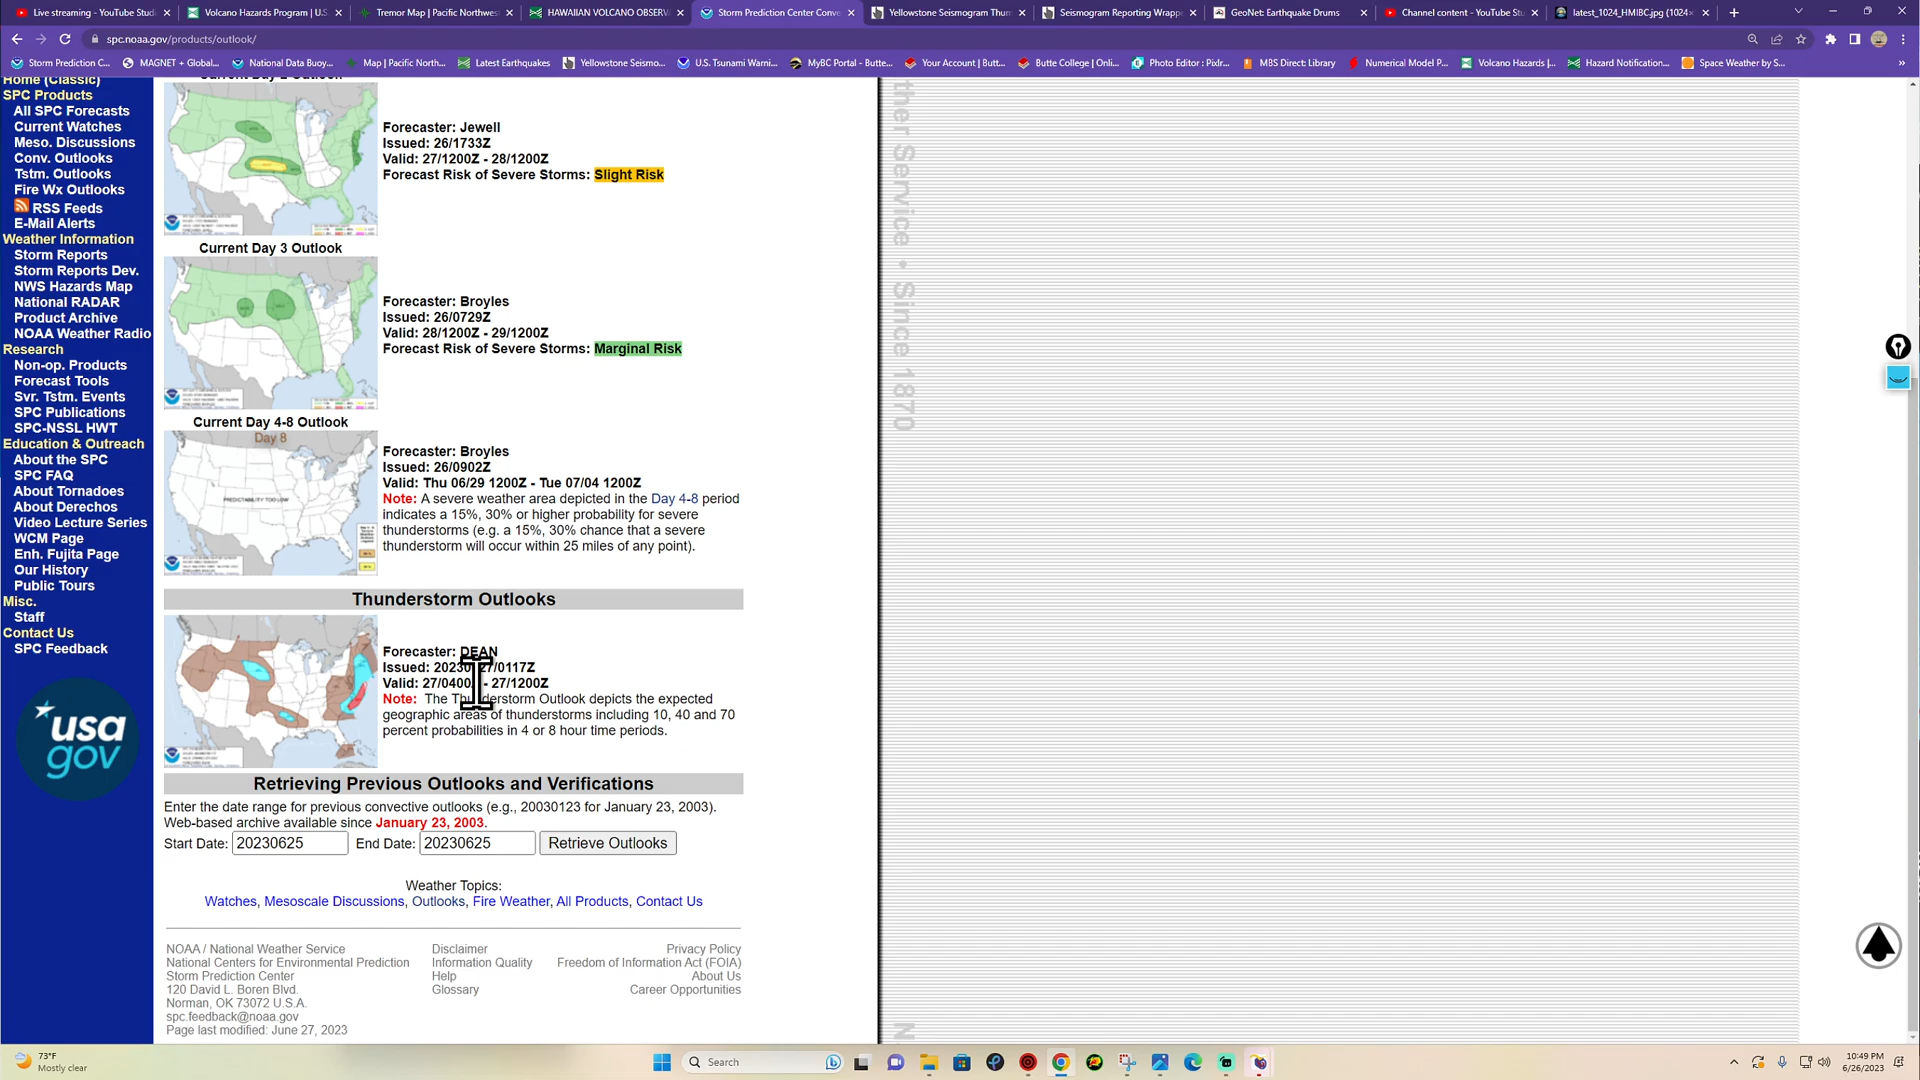 Live streaming - YouTube Stud
Volcano Hazards Program | U.S
Tremor Map | Pacific Northwes
HAWAIIAN VOLCANO OBSERV
Storm Prediction Center Conve
Yellowstone Seismogram Thum
Seismogram Reporting Wrappe
GeoNet: Earthquake Drums
Channel content - YouTube Stu
latest_1024_HMIBC.jpg (1024×
spc.noaa.gov/products/outlook/
Storm Prediction C...
MAGNET + Global...
National Data Buoy...
Map | Pacific North...
Latest Earthquakes
Yellowstone Seismo...
U.S. Tsunami Warni...
MyBC Portal - Butte...
Your Account | Butt...
Butte College | Onli...
Photo Editor : Pixlr...
MBS Direct Library
Numerical Model P...
Volcano Hazards |...
Hazard Notification...
Space Weather by S...
Home (Classic)
SPC Products
All SPC Forecasts
Current Watches
Meso. Discussions
Conv. Outlooks
Tstm. Outlooks
Fire Wx Outlooks
RSS Feeds
E-Mail Alerts
Weather Information
Storm Reports
Storm Reports Dev.
NWS Hazards Map
National RADAR
Product Archive
NOAA Weather Radio
Research
Non-op. Products
Forecast Tools
Svr. Tstm. Events
SPC Publications
SPC-NSSL HWT
Education & Outreach
About the SPC
SPC FAQ
About Tornadoes
About Derechos
Video Lecture Series
WCM Page
Enh. Fujita Page
Our History
Public Tours
Misc.
Staff
Contact Us
SPC Feedback
usa
gov
Current Day 2 Outlook
Forecaster: Jewell
Issued: 26/1733Z
Valid: 27/1200Z - 28/1200Z
Forecast Risk of Severe Storms: Slight Risk
Current Day 3 Outlook
Forecaster: Broyles
Issued: 26/0729Z
Valid: 28/1200Z - 29/1200Z
Forecast Risk of Severe Storms: Marginal Risk
Current Day 4-8 Outlook
Day 8
PREDICTABILITY TOO LOW
Forecaster: Broyles
Issued: 26/0902Z
Valid: Thu 06/29 1200Z - Tue 07/04 1200Z
Note: A severe weather area depicted in the Day 4-8 period
indicates a 15%, 30% or higher probability for severe
thunderstorms (e.g. a 15%, 30% chance that a severe
thunderstorm will occur within 25 miles of any point).
Thunderstorm Outlooks
Forecaster: DEAN
Issued: 27/0117Z
Valid: 27/0400Z - 27/1200Z
Note: The Thunderstorm Outlook depicts the expected
geographic areas of thunderstorms including 10, 40 and 70
percent probabilities in 4 or 8 hour time periods.
Retrieving Previous Outlooks and Verifications
Enter the date range for previous convective outlooks (e.g., 20030123 for January 23, 2003).
Web-based archive available since January 23, 2003.
Start Date: 20230625 End Date: 20230625 Retrieve Outlooks
Weather Topics:
Watches, Mesoscale Discussions, Outlooks, Fire Weather, All Products, Contact Us
NOAA / National Weather Service
National Centers for Environmental Prediction
Storm Prediction Center
120 David L. Boren Blvd.
Norman, OK 73072 U.S.A.
spc.feedback@noaa.gov
Page last modified: June 27, 2023
Disclaimer
Information Quality
Help
Glossary
Privacy Policy
Freedom of Information Act (FOIA)
About Us
Career Opportunities
ther Service • Since 1870
N
73°F
Mostly clear
Search
10:49 PM
6/26/2023